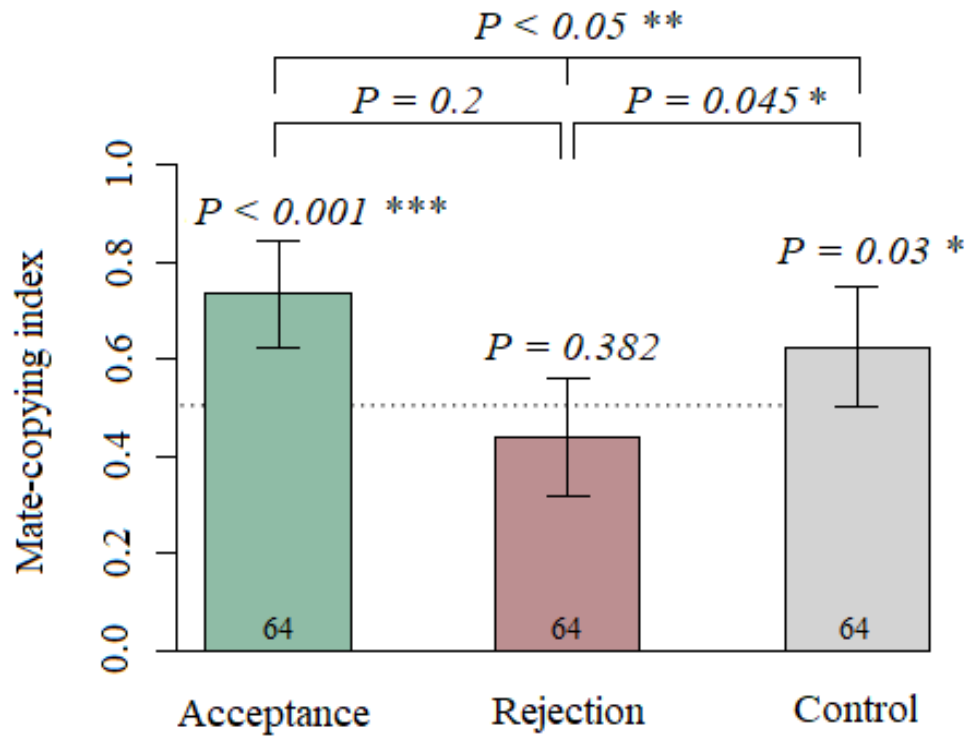 P < 0.05 **
P = 0.2
P = 0.045 *
P < 0.001 ***
P = 0.382
P = 0.03 *
Mate-copying index
1.0
0.8
0.6
0.4
0.2
0.0
64
64
64
Acceptance
Rejection
Control